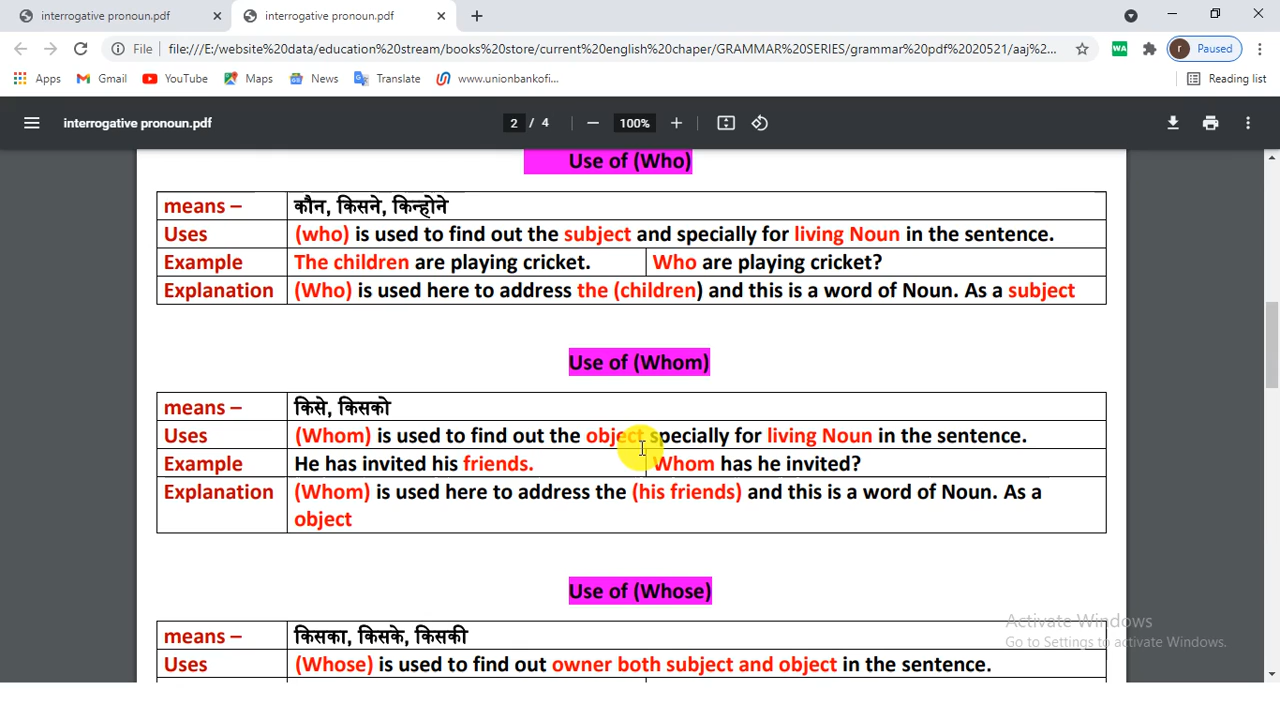 interrogative pronoun.pdf
interrogative pronoun.pdf
File file:///E:/website%20data/education%20stream/books%20store/current%20english%20chaper/GRAMMAR%20SERIES/grammar%20pdf%2020521/aaj%2...
r Paused
WA
Apps Gmail YouTube Maps News Translate www.unionbankofi... Reading list
interrogative pronoun.pdf 2 / 4 100%
Use of (Who)
means – कौन, किसने, किन्होने
Uses (who) is used to find out the subject and specially for living Noun in the sentence.
Example The children are playing cricket. Who are playing cricket?
Explanation (Who) is used here to address the (children) and this is a word of Noun. As a subject
Use of (Whom)
means – किसे, किसको
Uses (Whom) is used to find out the object specially for living Noun in the sentence.
Example He has invited his friends. Whom has he invited?
Explanation (Whom) is used here to address the (his friends) and this is a word of Noun. As a
object
Use of (Whose)
means – किसका, किसके, किसकी
Uses (Whose) is used to find out owner both subject and object in the sentence.
Activate Windows
Go to Settings to activate Windows.